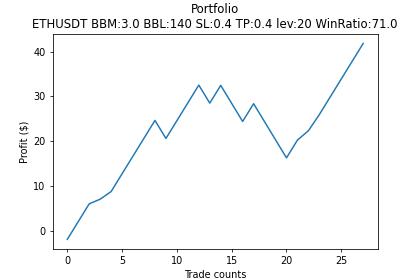 Portfolio
ETHUSDT BBM:3.0 BBL:140 SL:0.4 TP:0.4 lev:20 WinRatio:71.0
Profit ($)
40
30
20
10
0
0 5 10 15 20 25
Trade counts